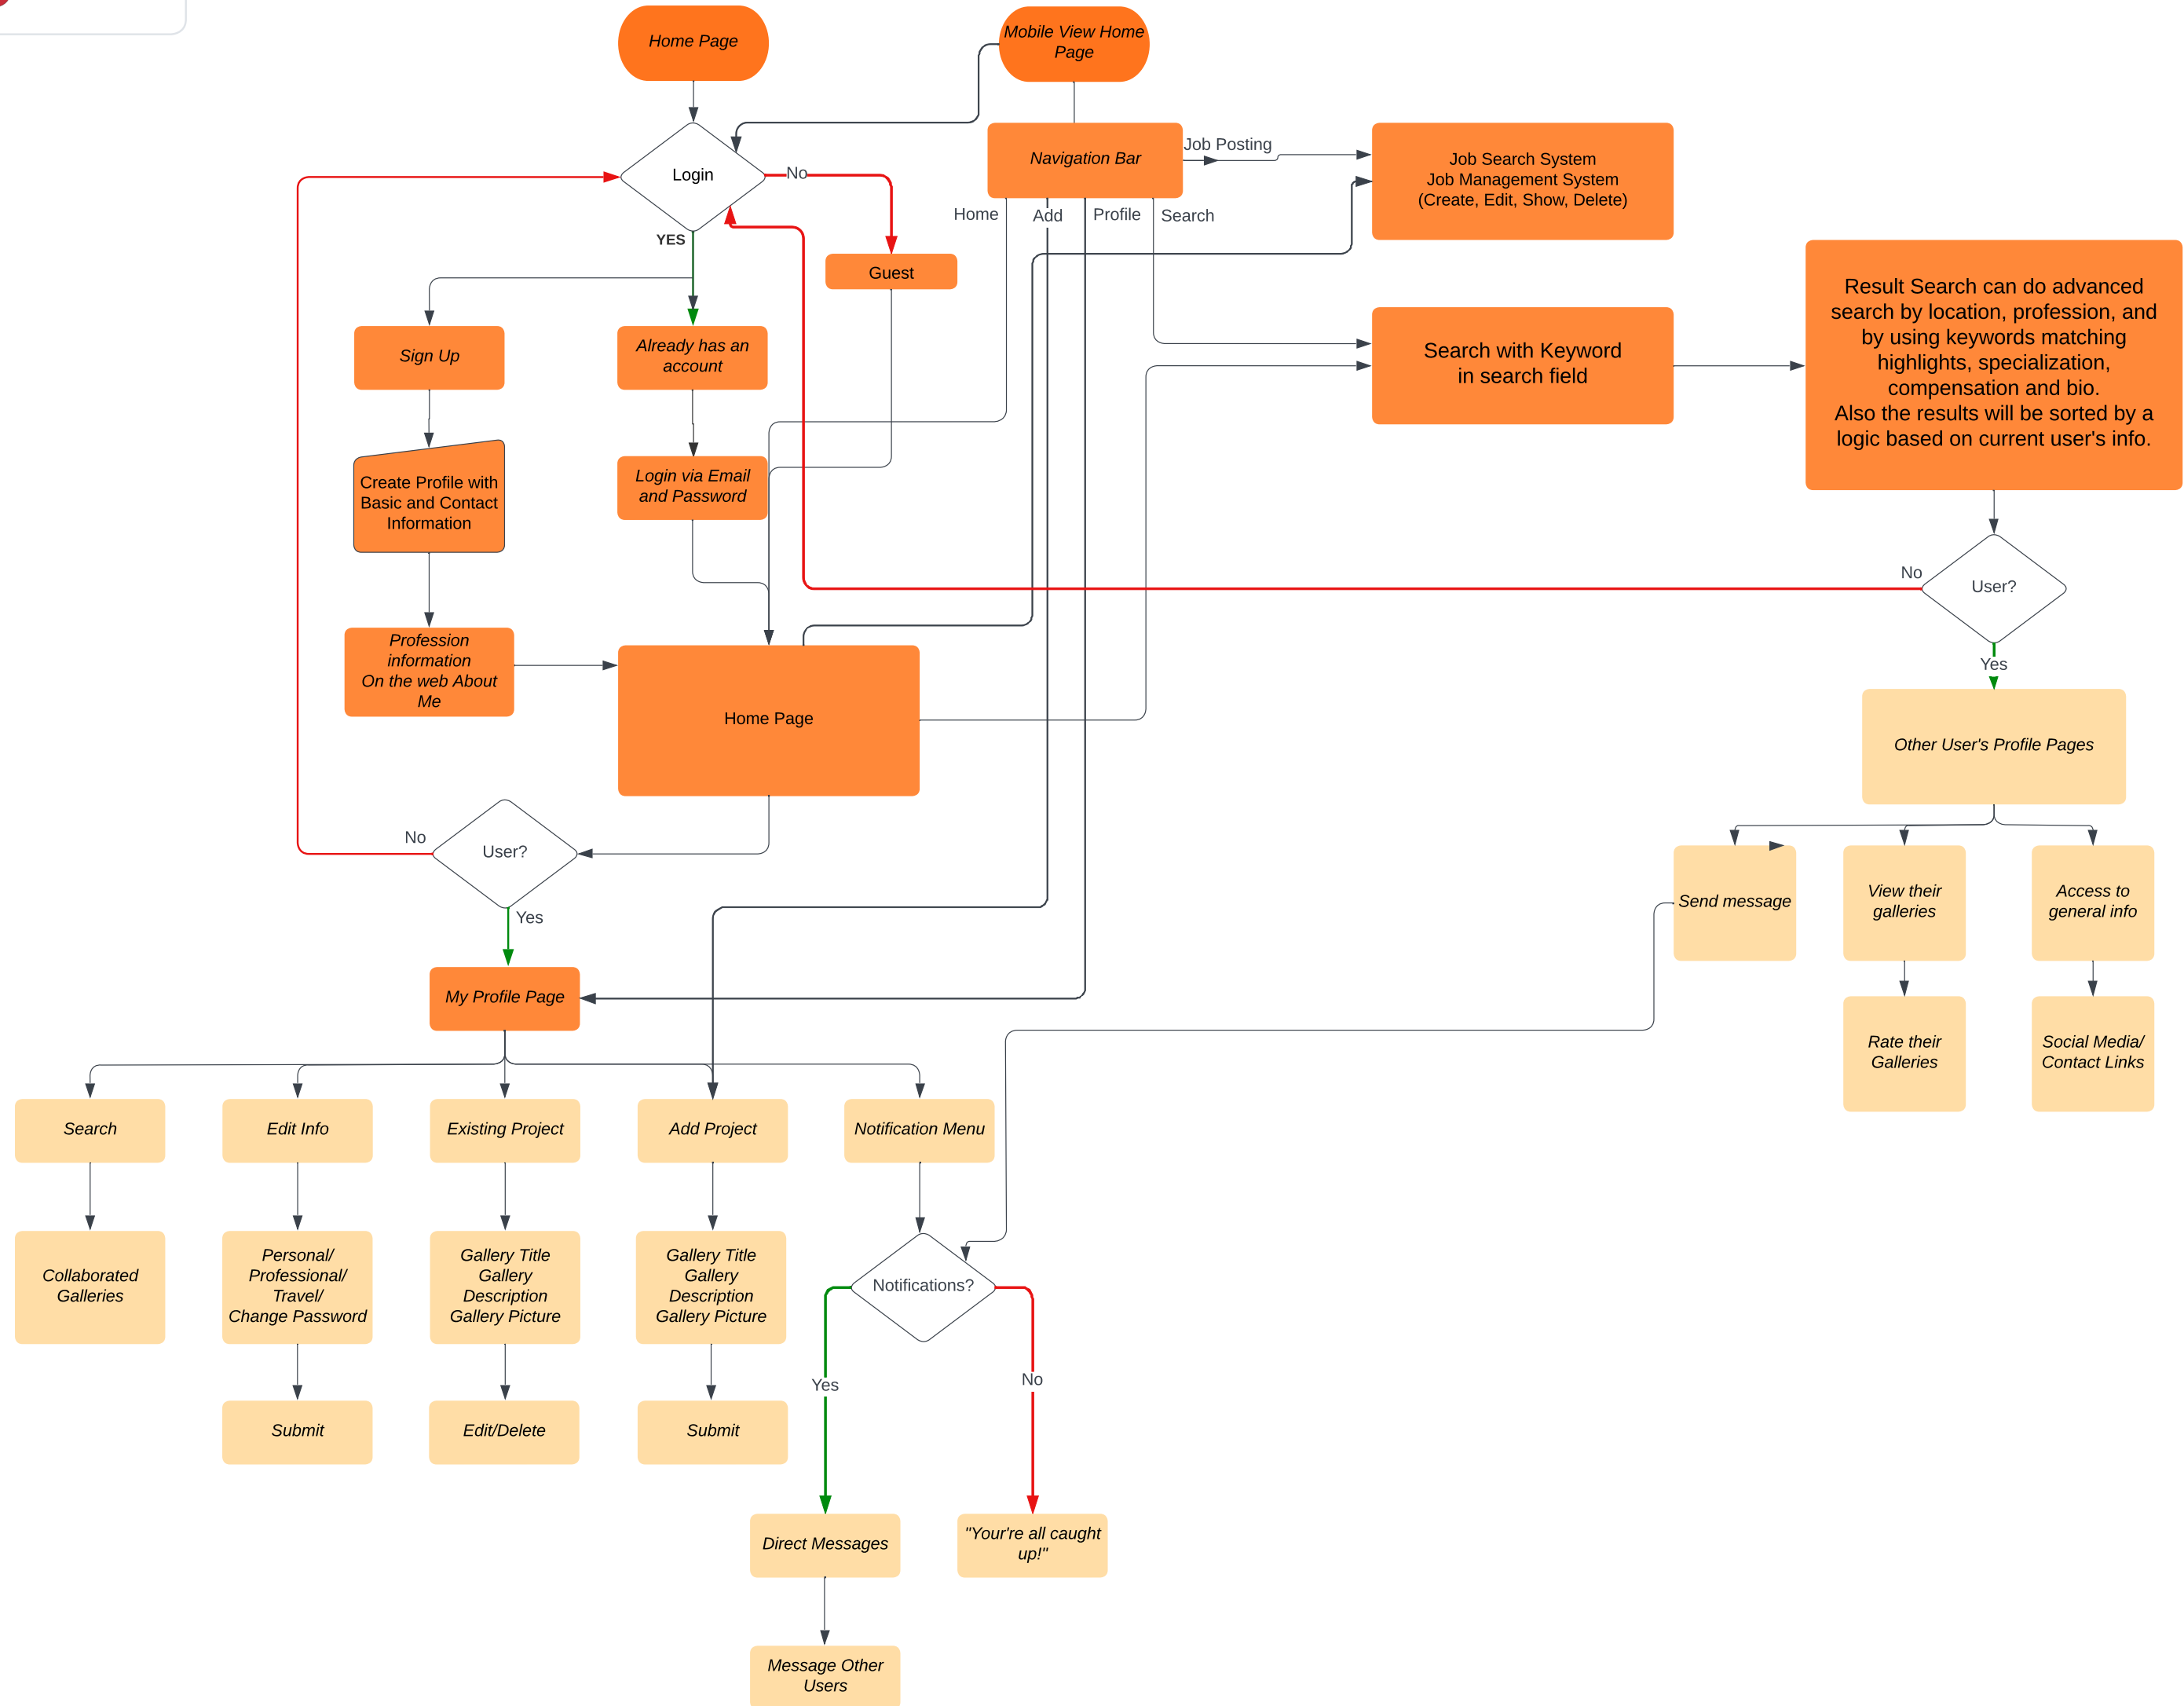 Home Page
Mobile View Home
Page
Login
No
YES
Navigation Bar
Job Posting
Job Search System
Job Management System
(Create, Edit, Show, Delete)
Home
Add
Profile
Search
Guest
Sign Up
Already has an
account
Search with Keyword
in search field
Result Search can do advanced
search by location, profession, and
by using keywords matching
highlights, specialization,
compensation and bio.
Also the results will be sorted by a
logic based on current user's info.
Create Profile with
Basic and Contact
Information
Login via Email
and Password
No
User?
Yes
Profession
information
On the web About
Me
Home Page
Other User's Profile Pages
No
User?
Yes
Send message
View their
galleries
Access to
general info
My Profile Page
Rate their
Galleries
Social Media/
Contact Links
Search
Edit Info
Existing Project
Add Project
Notification Menu
Collaborated
Galleries
Personal/
Professional/
Travel/
Change Password
Gallery Title
Gallery
Description
Gallery Picture
Gallery Title
Gallery
Description
Gallery Picture
Notifications?
Yes
No
Submit
Edit/Delete
Submit
Direct Messages
"Your're all caught
up!"
Message Other
Users